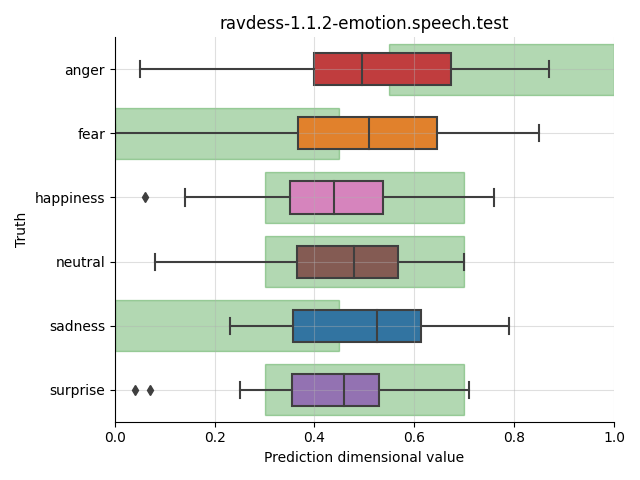 ravdess-1.1.2-emotion.speech.test
anger
fear
happiness
neutral
sadness
surprise
Truth
0.0 0.2 0.4 0.6 0.8 1.0
Prediction dimensional value